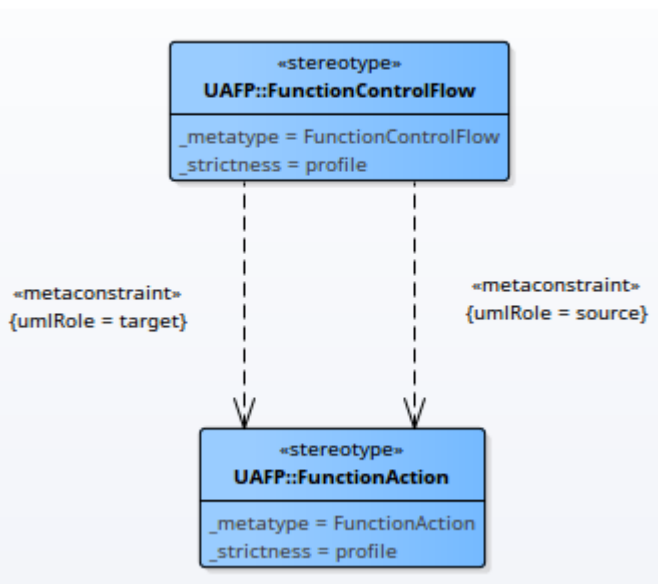 «stereotype»
UAFP::FunctionControlFlow
_metatype = FunctionControlFlow
_strictness = profile
«metaconstraint»
{umlRole = target}
«metaconstraint»
{umlRole = source}
«stereotype»
UAFP::FunctionAction
_metatype = FunctionAction
_strictness = profile